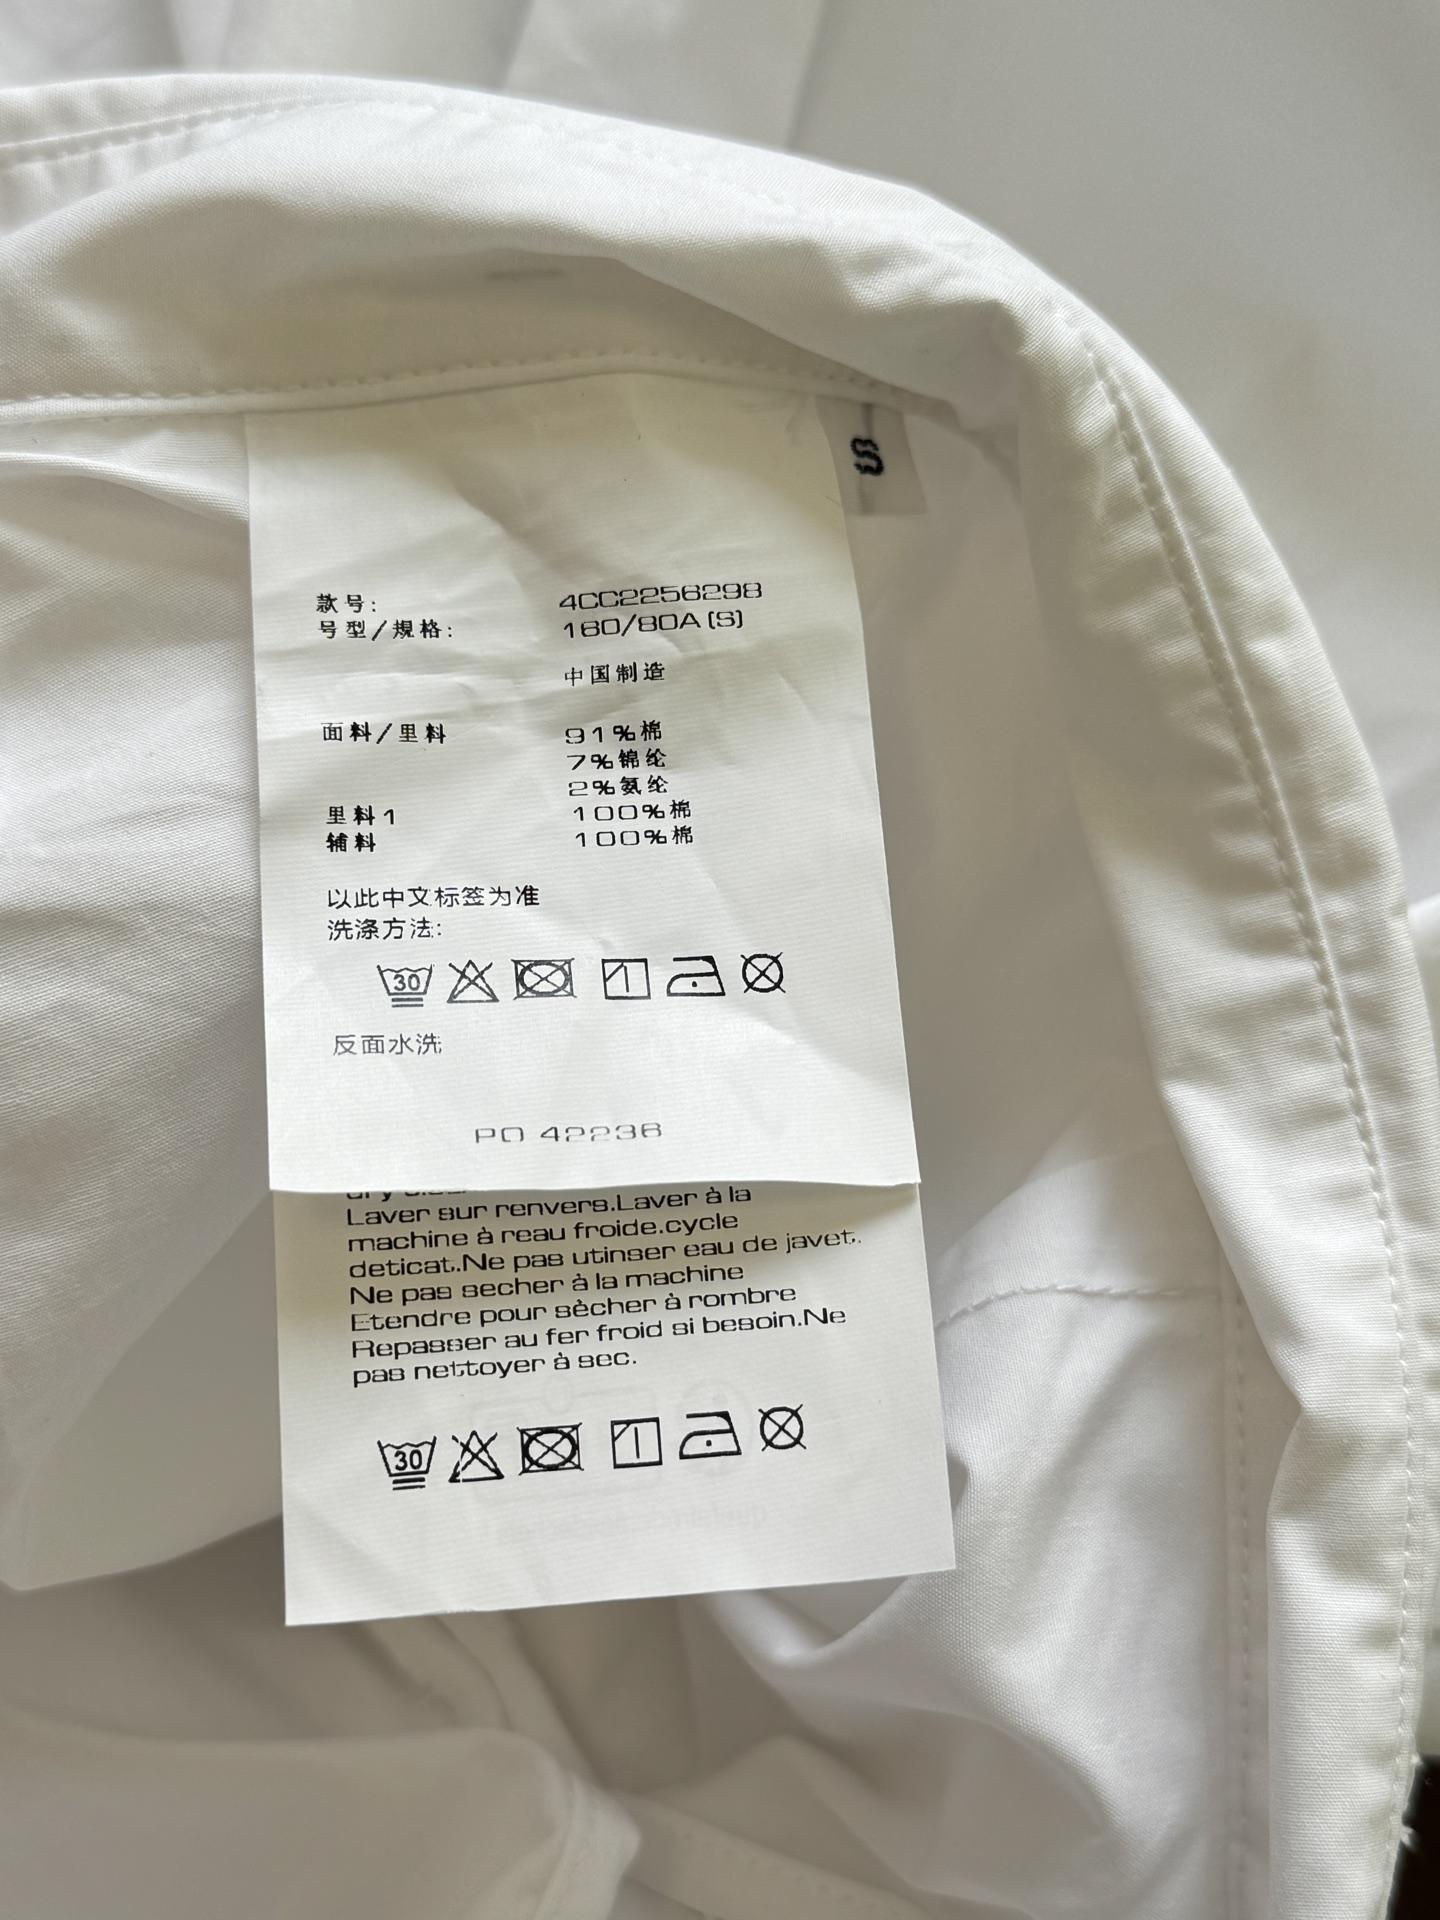 S
款号: 4CC2256298
号型/规格: 160/80A (S)
中国制造
面料/里料 91%棉
7%锦纶
2%氨纶
里料1 100%棉
辅料 100%棉
以此中文标签为准
洗涤方法:
30
反面水洗
PO 42236
Laver sur renvers.Laver à la
machine à reau froide.cycle
deticat.Ne pas utinser eau de javet.
Ne pas secher à la machine
Etendre pour sècher à rombre
Repasser au fer froid si besoin.Ne
pas nettoyer à sec.
30